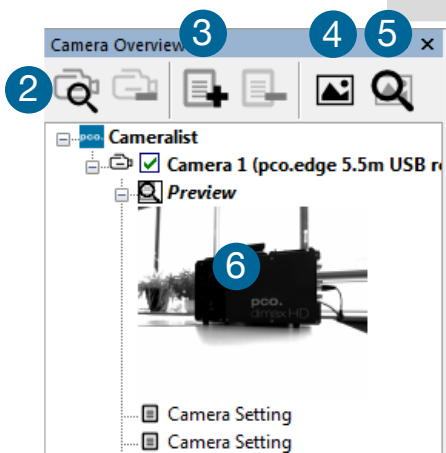 3
4
5
Camera Overview
2
pco. Cameralist
Camera 1 (pco.edge 5.5m USB r
Preview
6
pco.
dimax HD
Camera Setting
Camera Setting